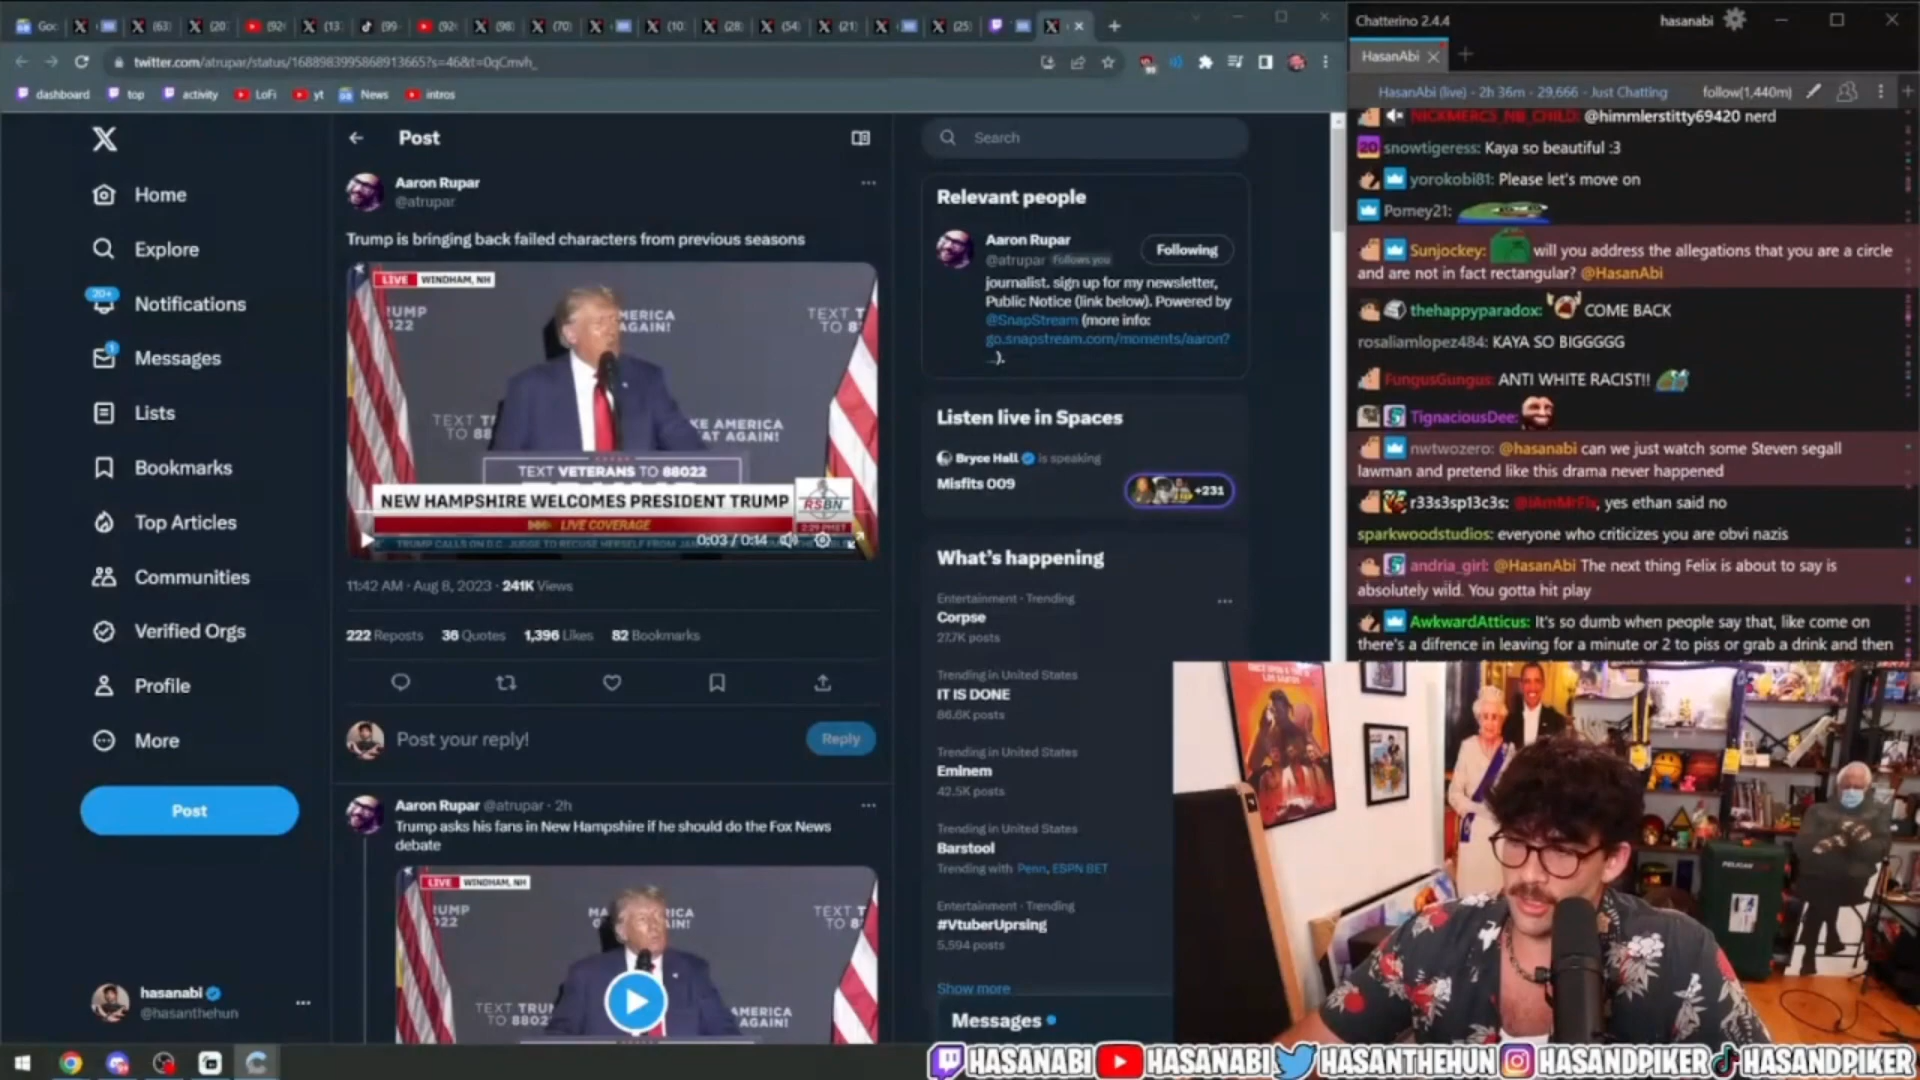 twitter.com/atrupar/status/1688983995868913665?s=46&t=0qCmvh_
dashboard top activity LoFi yt News intros
Post
Home
Explore
20+
Notifications
1
Messages
Lists
Bookmarks
Top Articles
Communities
Verified Orgs
Profile
More
Post
hasanabi
@hasanthehun
Aaron Rupar
@atrupar
Trump is bringing back failed characters from previous seasons
LIVE WINDHAM, NH
TEXT VETERANS TO 88022
NEW HAMPSHIRE WELCOMES PRESIDENT TRUMP
RSBN
LIVE COVERAGE
0:03 / 0:14
11:42 AM · Aug 8, 2023 · 241K Views
222 Reposts 36 Quotes 1,396 Likes 82 Bookmarks
Post your reply!
Reply
Aaron Rupar @atrupar · 2h
Trump asks his fans in New Hampshire if he should do the Fox News
debate
LIVE WINDHAM, NH
Search
Relevant people
Aaron Rupar
@atrupar Follows you
Following
journalist. sign up for my newsletter,
Public Notice (link below). Powered by
@SnapStream (more info:
go.snapstream.com/moments/aaron?
...).
Listen live in Spaces
Bryce Hall is speaking
Misfits 009
+231
What's happening
Entertainment · Trending
Corpse
27.7K posts
Trending in United States
IT IS DONE
86.6K posts
Trending in United States
Eminem
42.5K posts
Trending in United States
Barstool
Trending with Penn, ESPN BET
Entertainment · Trending
#VtuberUprsing
5,594 posts
Show more
Messages
Chatterino 2.4.4
hasanabi
HasanAbi
HasanAbi (live) - 2h 36m - 29,666 - Just Chatting
follow(1,440m)
NICKMERCS_NB_CHILD: @himmlerstitty69420 nerd
snowtigeress: Kaya so beautiful :3
yorokobi81: Please let's move on
Pomey21:
Sunjockey: will you address the allegations that you are a circle
and are not in fact rectangular? @HasanAbi
thehappyparadox: COME BACK
rosaliamlopez484: KAYA SO BIGGGGG
FungusGungus: ANTI WHITE RACIST!!
TignaciousDee:
nwtwozero: @hasanabi can we just watch some Steven segall
lawman and pretend like this drama never happened
r33s3sp13c3s: @IAmMrFix, yes ethan said no
sparkwoodstudios: everyone who criticizes you are obvi nazis
andria_girl: @HasanAbi The next thing Felix is about to say is
absolutely wild. You gotta hit play
AwkwardAtticus: It's so dumb when people say that, like come on
there's a difrence in leaving for a minute or 2 to piss or grab a drink and then
HASANABI HASANABI HASANTHEHUN HASANDPIKER HASANDPIKER